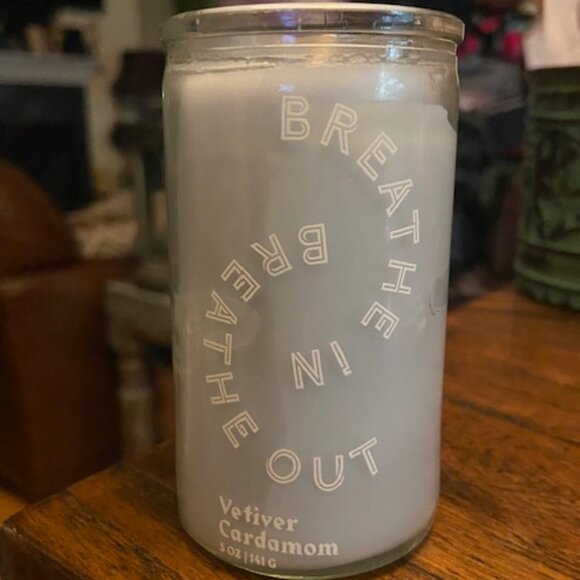 BREATHE IN
BREATHE OUT
Vetiver
Cardamom
5 OZ | 141 G